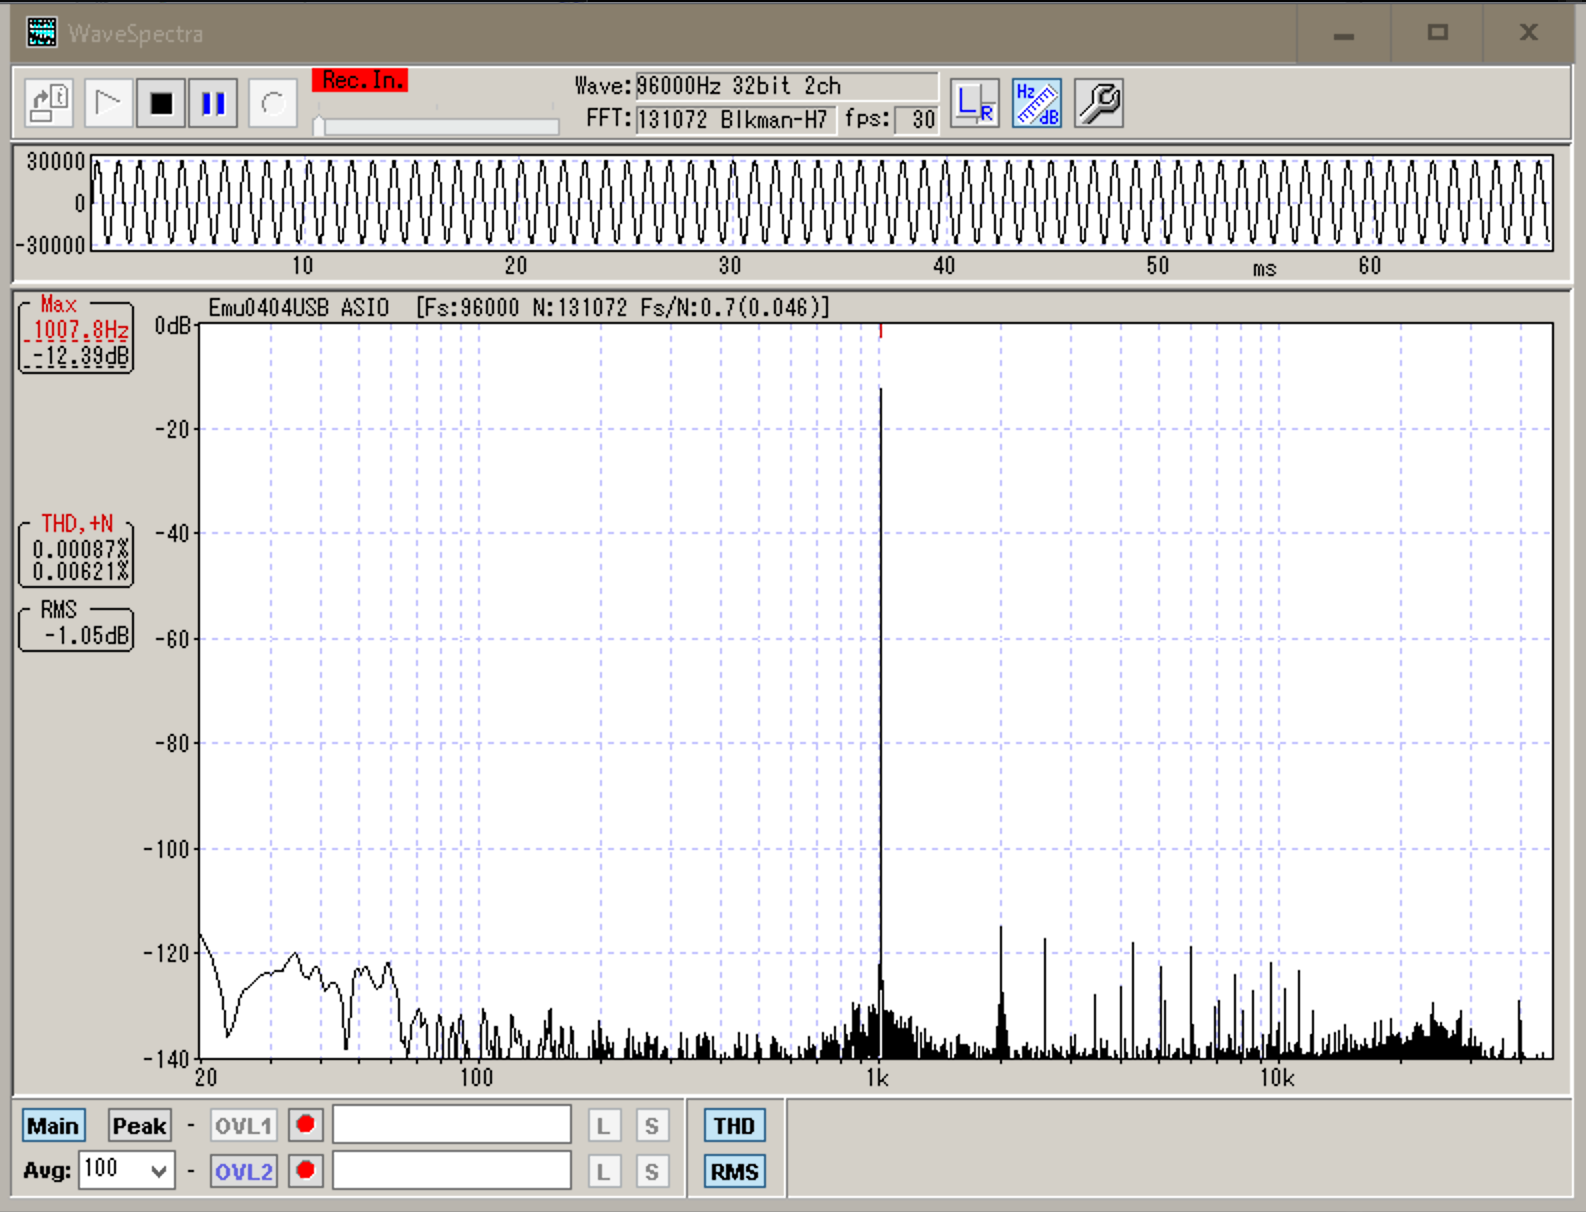 WaveSpectra
Rec.In.
Wave: 96000Hz 32bit 2ch
FFT: 131072 Blkman-H7 fps: 30
L R
Hz dB
30000
0
-30000
10 20 30 40 50 ms 60
Max
1007.8Hz
-12.39dB
Emu0404USB ASIO [Fs:96000 N:131072 Fs/N:0.7(0.046)]
0dB
-20
-40
THD,+N
0.00087%
0.00621%
RMS
-1.05dB
-60
-80
-100
-120
-140
20 100 1k 10k
Main Peak - OVL1 L S THD
Avg: 100 - OVL2 L S RMS